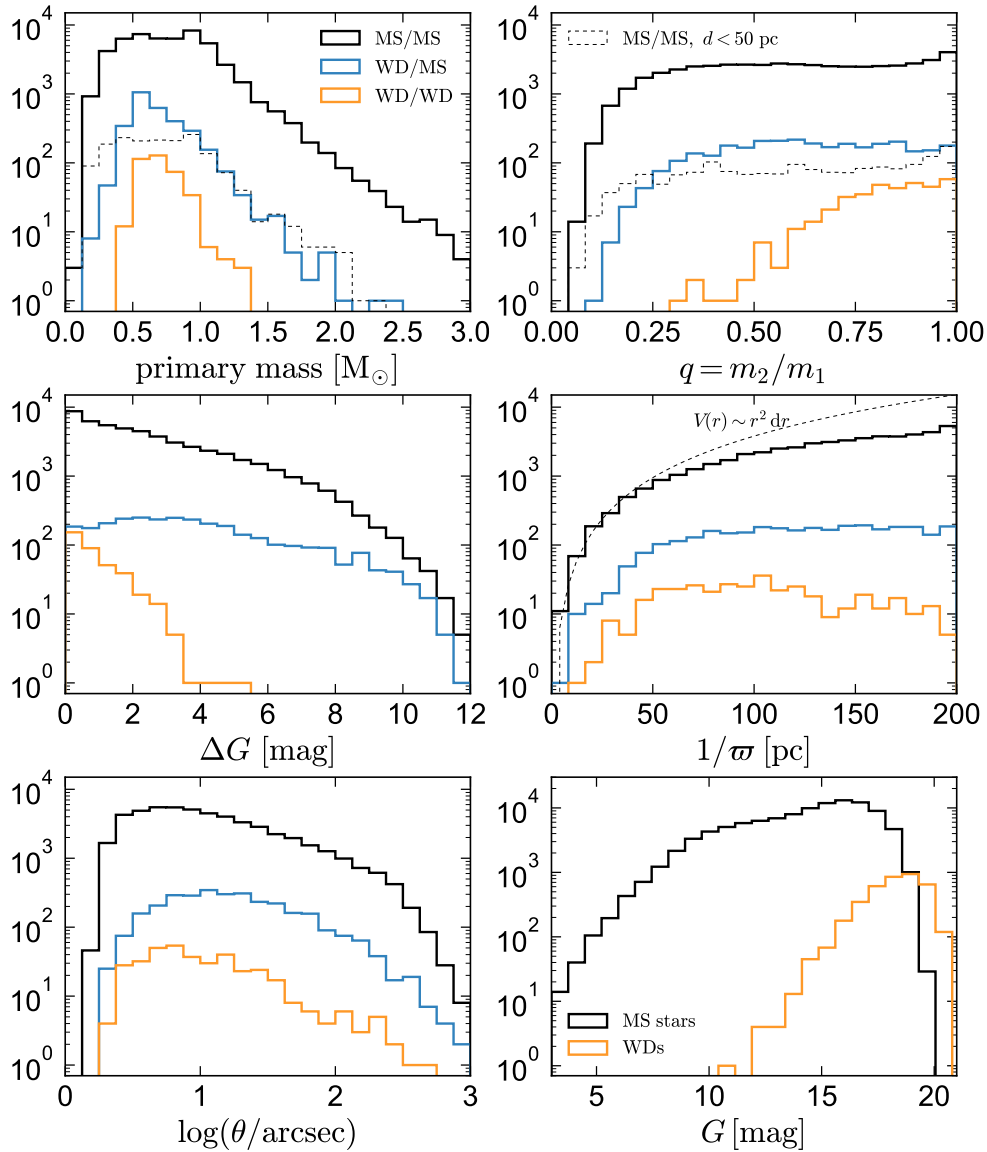 10⁴
10³
10²
10¹
10⁰
MS/MS
WD/MS
WD/WD
0.0 0.5 1.0 1.5 2.0 2.5 3.0
primary mass [M⊙]
10⁴
10³
10²
10¹
10⁰
MS/MS, d < 50 pc
0.00 0.25 0.50 0.75 1.00
q = m₂/m₁
10⁴
10³
10²
10¹
10⁰
0 2 4 6 8 10 12
ΔG [mag]
10⁴
10³
10²
10¹
10⁰
V(r) ∼ r² dr
0 50 100 150 200
1/ϖ [pc]
10⁴
10³
10²
10¹
10⁰
0 1 2 3
log(θ/arcsec)
10⁴
10³
10²
10¹
10⁰
MS stars
WDs
5 10 15 20
G [mag]